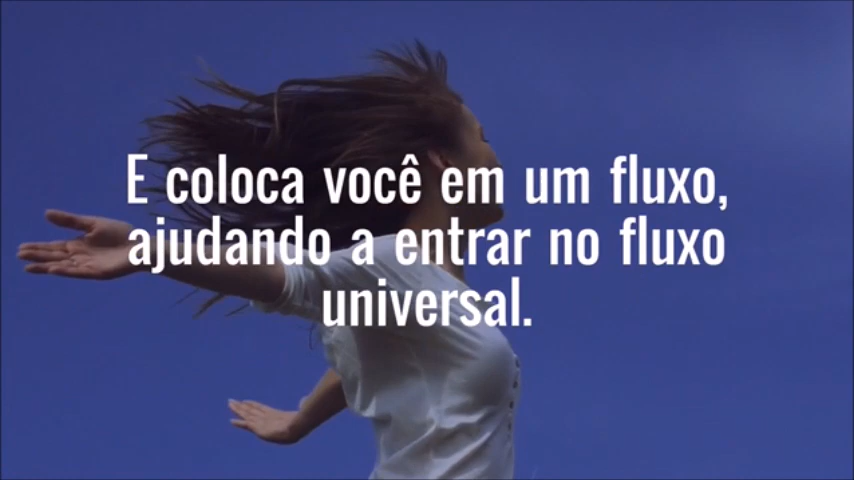 E coloca você em um fluxo,
ajudando a entrar no fluxo
universal.